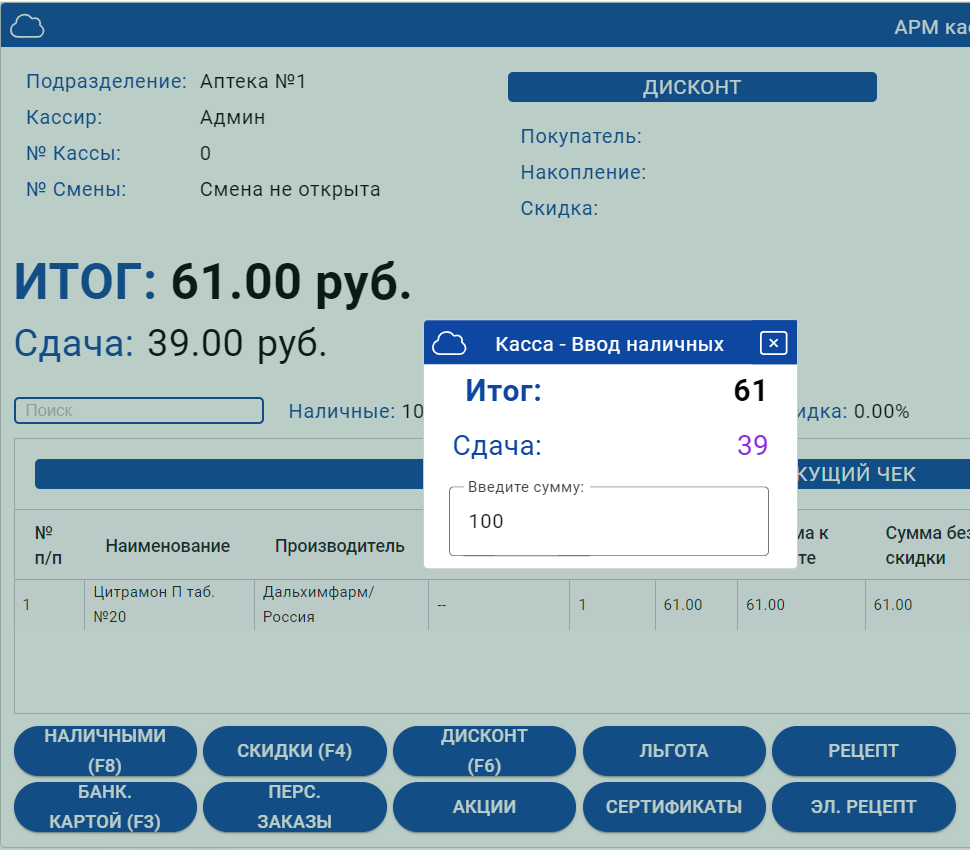 АРМ ка
Подразделение: Аптека №1
Кассир: Админ
№ Кассы: 0
№ Смены: Смена не открыта
ДИСКОНТ
Покупатель:
Накопление:
Скидка:
ИТОГ: 61.00 руб.
Сдача: 39.00 руб.
Поиск
Наличные: 10
идка: 0.00%
Касса - Ввод наличных
Итог: 61
Сдача: 39
Введите сумму:
100
КУЩИЙ ЧЕК
№ п/п
Наименование
Производитель
ма к
те
Сумма без
скидки
1
Цитрамон П таб.
№20
Дальхимфарм/
Россия
--
1
61.00
61.00
61.00
НАЛИЧНЫМИ
(F8)
СКИДКИ (F4)
ДИСКОНТ
(F6)
ЛЬГОТА
РЕЦЕПТ
БАНК.
КАРТОЙ (F3)
ПЕРС.
ЗАКАЗЫ
АКЦИИ
СЕРТИФИКАТЫ
ЭЛ. РЕЦЕПТ